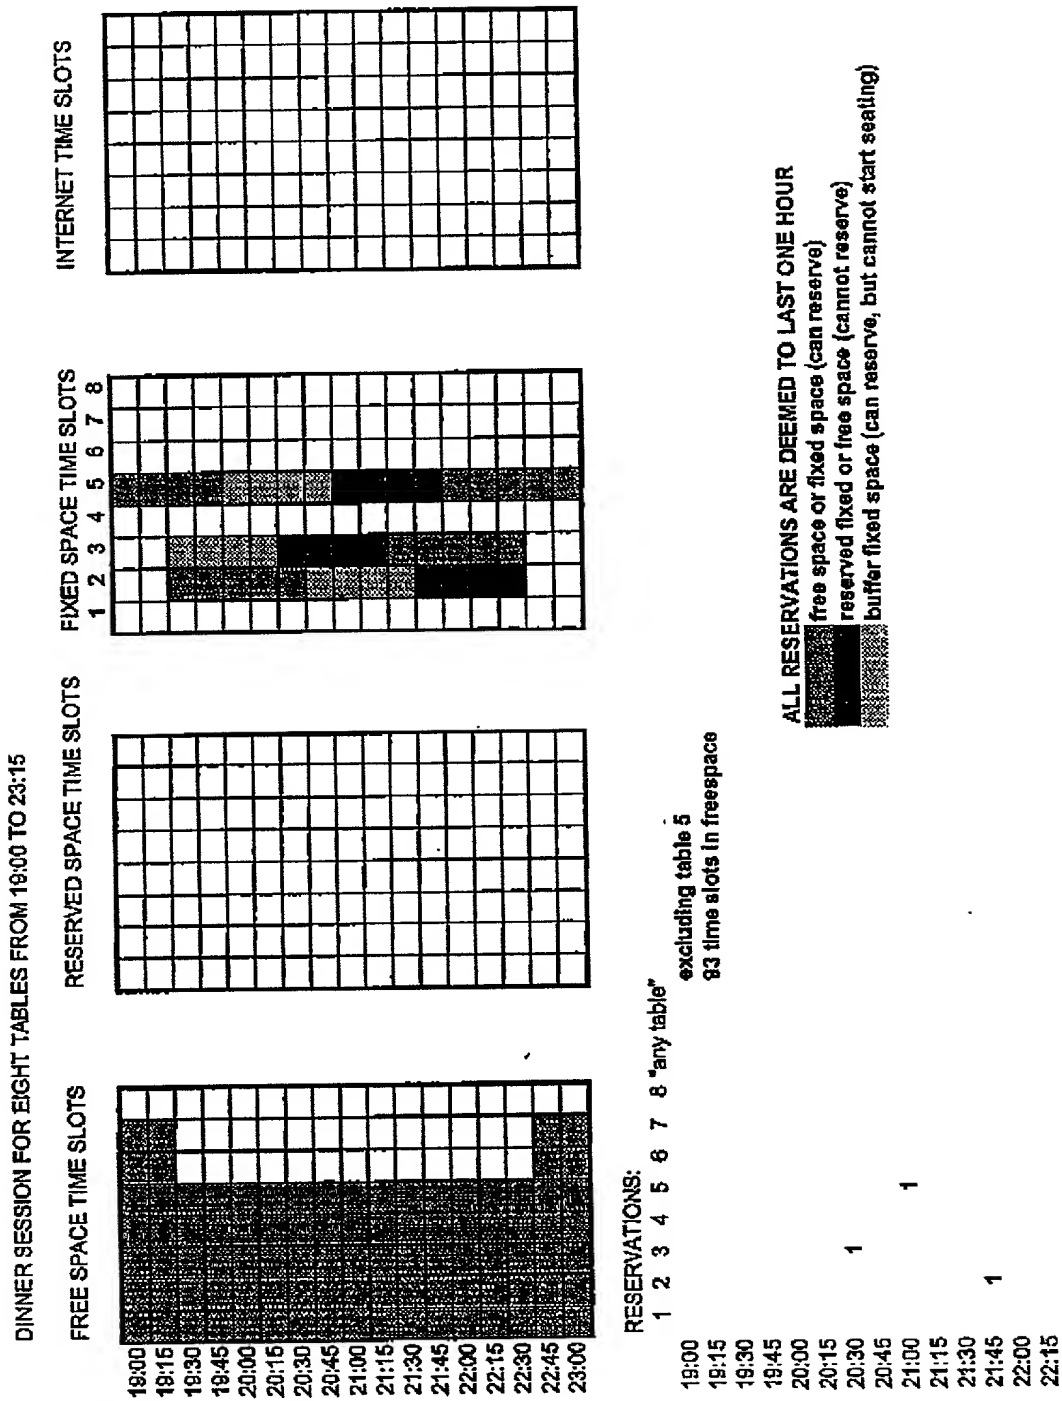 DINNER SESSION FOR EIGHT TABLES FROM 19:00 TO 23:15
FREE SPACE TIME SLOTS
RESERVED SPACE TIME SLOTS
FIXED SPACE TIME SLOTS
INTERNET TIME SLOTS
1 2 3 4 5 6 7 8
19:00
19:15
19:30
19:45
20:00
20:15
20:30
20:45
21:00
21:15
21:30
21:45
22:00
22:15
22:30
22:45
23:00
RESERVATIONS:
1 2 3 4 5 6 7 8 "any table"
excluding table 5
93 time slots in freespace
19:00
19:15
19:30
19:45
20:00
20:15
20:30 1
20:45
21:00 1
21:15
21:30
21:45 1
22:00
22:15
ALL RESERVATIONS ARE DEEMED TO LAST ONE HOUR
free space or fixed space (can reserve)
reserved fixed or free space (cannot reserve)
buffer fixed space (can reserve, but cannot start seating)